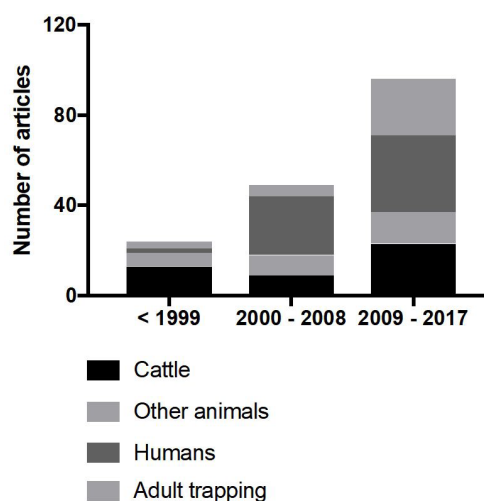 Number of articles
120
80
40
0
< 1999
2000 - 2008
2009 - 2017
Cattle
Other animals
Humans
Adult trapping